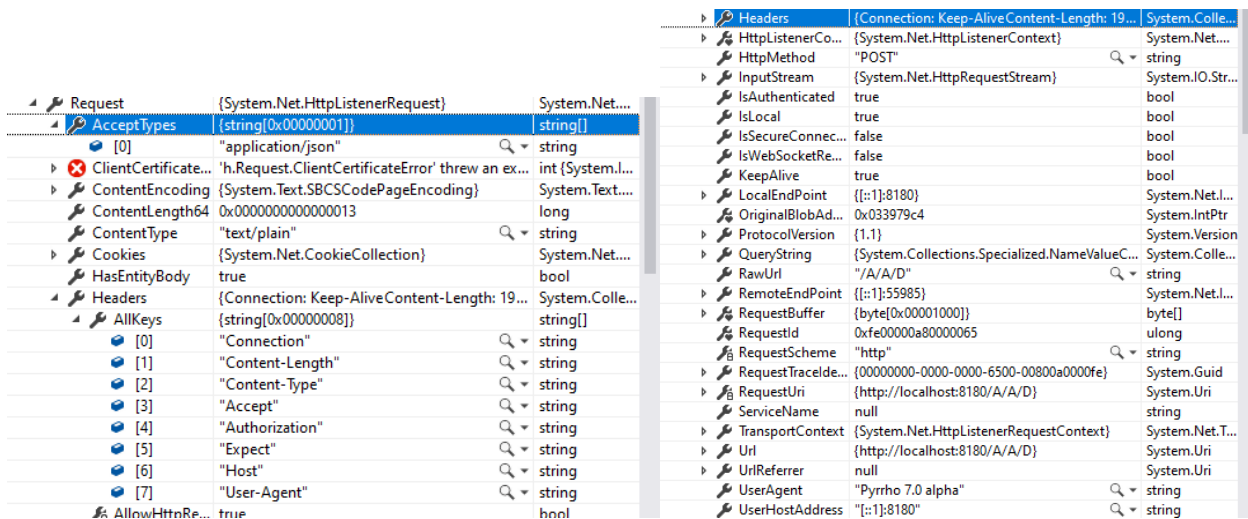 Request {System.Net.HttpListenerRequest} System.Net....
AcceptTypes {string[0x00000001]} string[]
[0] "application/json" string
ClientCertificate... 'h.Request.ClientCertificateError' threw an ex... int {System.I...
ContentEncoding {System.Text.SBCSCodePageEncoding} System.Text....
ContentLength64 0x0000000000000013 long
ContentType "text/plain" string
Cookies {System.Net.CookieCollection} System.Net....
HasEntityBody true bool
Headers {Connection: Keep-AliveContent-Length: 19... System.Colle...
AllKeys {string[0x00000008]} string[]
[0] "Connection" string
[1] "Content-Length" string
[2] "Content-Type" string
[3] "Accept" string
[4] "Authorization" string
[5] "Expect" string
[6] "Host" string
[7] "User-Agent" string
AllowHttpRe... true bool
Headers {Connection: Keep-AliveContent-Length: 19... System.Colle...
HttpListenerCo... {System.Net.HttpListenerContext} System.Net....
HttpMethod "POST" string
InputStream {System.Net.HttpRequestStream} System.IO.Str...
IsAuthenticated true bool
IsLocal true bool
IsSecureConnec... false bool
IsWebSocketRe... false bool
KeepAlive true bool
LocalEndPoint {[::1]:8180} System.Net.I...
OriginalBlobAd... 0x033979c4 System.IntPtr
ProtocolVersion {1.1} System.Version
QueryString {System.Collections.Specialized.NameValueC... System.Colle...
RawUrl "/A/A/D" string
RemoteEndPoint {[::1]:55985} System.Net.I...
RequestBuffer {byte[0x00001000]} byte[]
RequestId 0xfe00000a80000065 ulong
RequestScheme "http" string
RequestTraceIde... {00000000-0000-0000-6500-00800a0000fe} System.Guid
RequestUri {http://localhost:8180/A/A/D} System.Uri
ServiceName null string
TransportContext {System.Net.HttpListenerRequestContext} System.Net.T...
Url {http://localhost:8180/A/A/D} System.Uri
UrlReferrer null System.Uri
UserAgent "Pyrrho 7.0 alpha" string
UserHostAddress "[::1]:8180" string